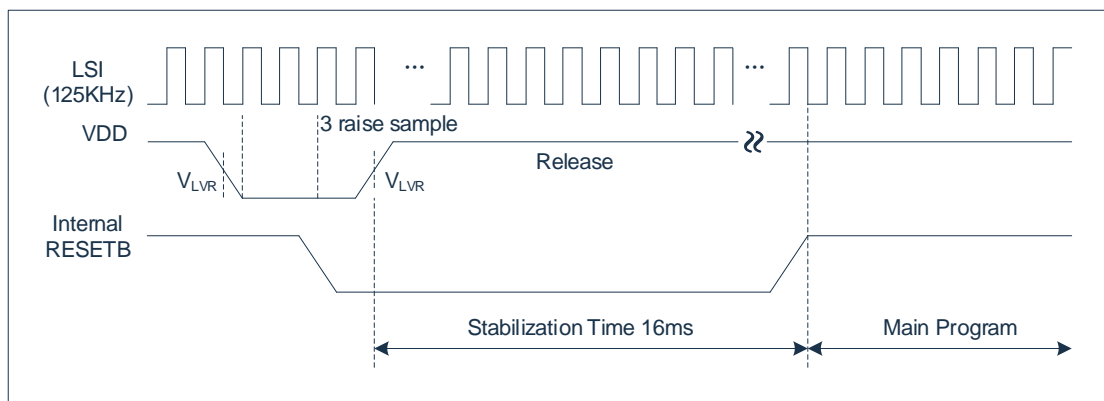 LSI
(125KHz)
...
...
3 raise sample
VDD
VLVR
VLVR
Release
Internal
RESETB
Stabilization Time 16ms
Main Program